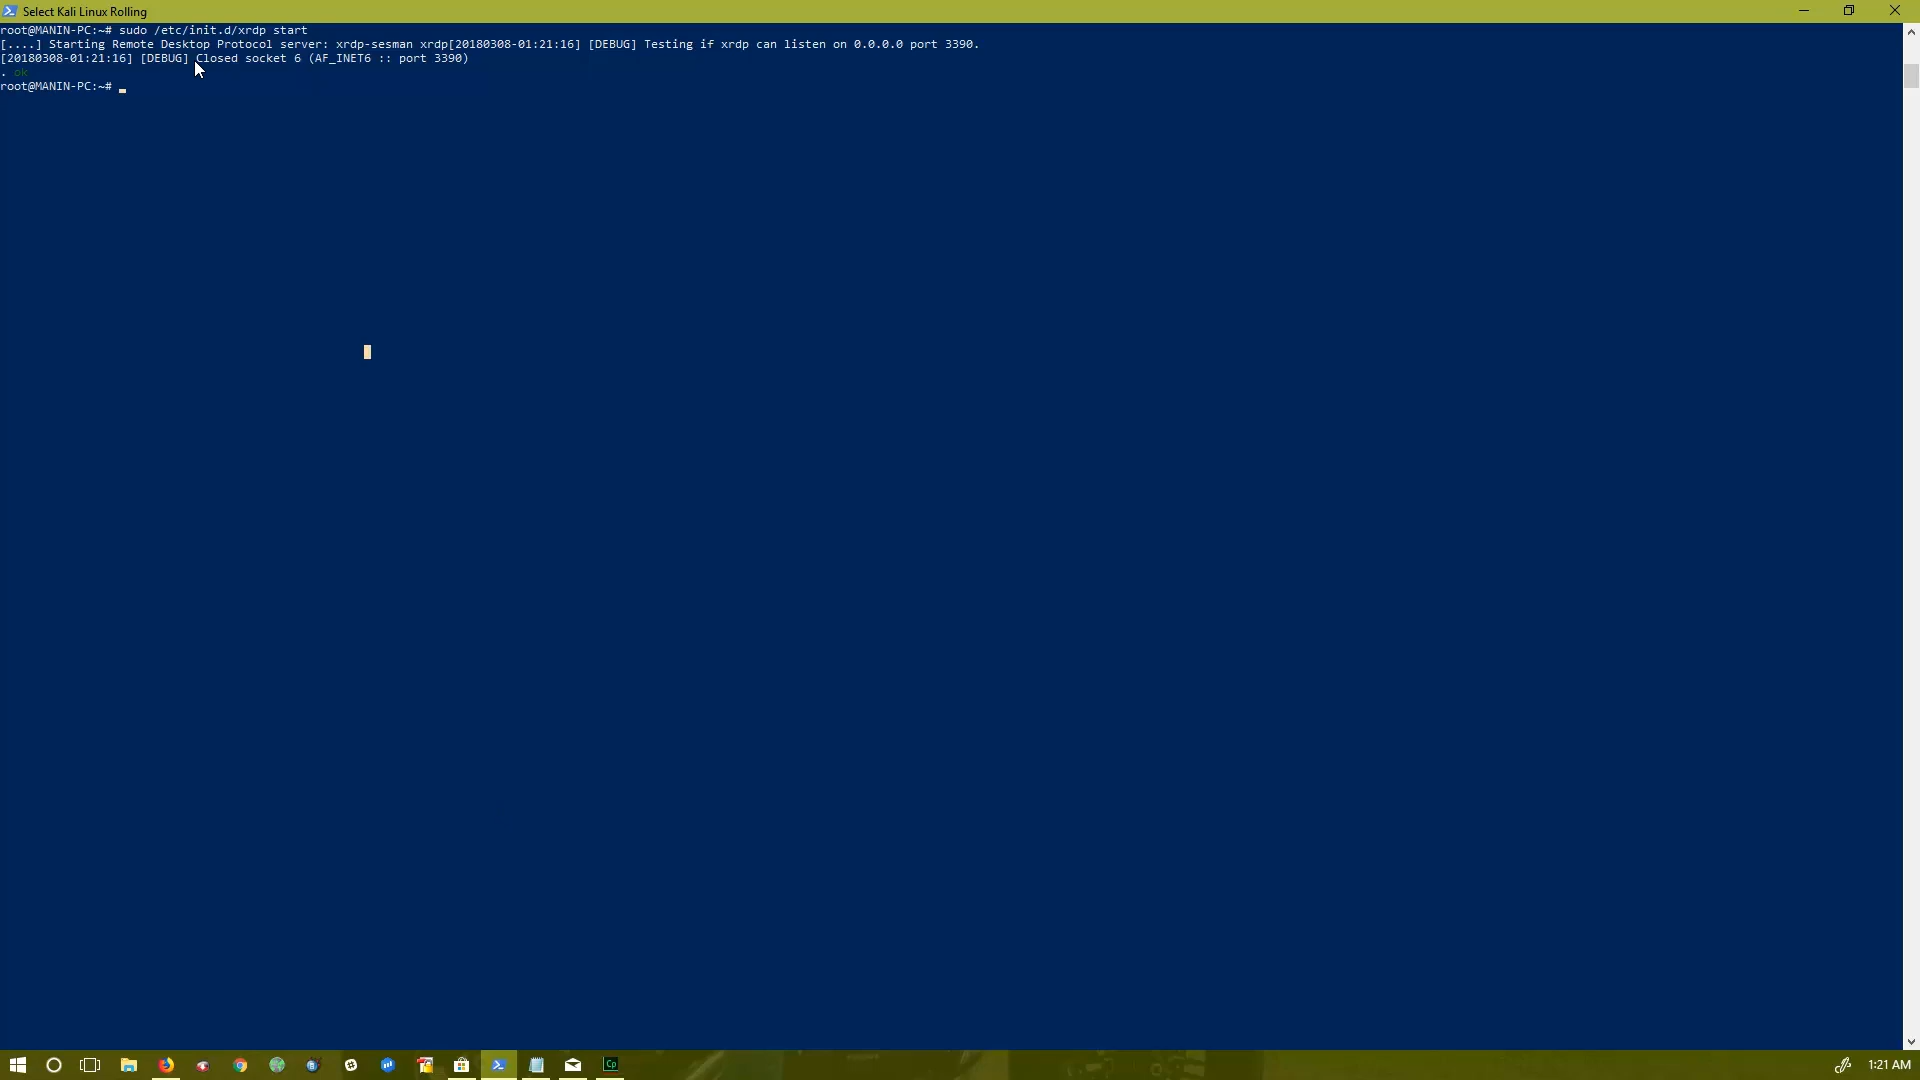 Select Kali Linux Rolling
root@MANIN-PC:~# sudo /etc/init.d/xrdp start
[....] Starting Remote Desktop Protocol server: xrdp-sesman xrdp[20180308-01:21:16] [DEBUG] Testing if xrdp can listen on 0.0.0.0 port 3390.
[20180308-01:21:16] [DEBUG] Closed socket 6 (AF_INET6 :: port 3390)
. ok
root@MANIN-PC:~#
Cp
1:21 AM